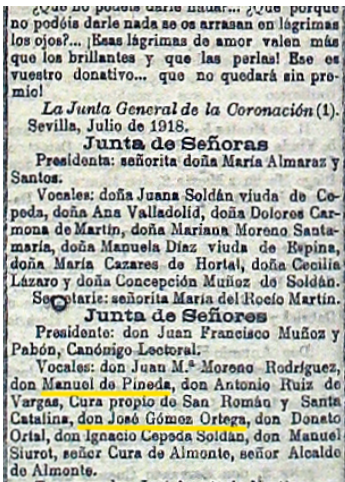 no podéis darle nada se os arrasan en lágrimas
los ojos?... ¡Esas lágrimas de amor valen más
que los brillantes y que las perlas! Ese es
vuestro donativo... que no quedará sin pre-
mio!
La Junta General de la Coronación (1).
Sevilla, Julio de 1918.
Junta de Señoras
Presidenta: señorita doña María Almaraz y
Santos.
Vocales: doña Juana Soldán viuda de Ce-
peda, doña Ana Valladolid, doña Dolores Car-
mona de Martín, doña Mariana Moreno Santa-
maría, doña Manuela Díaz viuda de Espina,
doña María Cazares de Hortal, doña Cecilia
Lázaro y doña Concepción Muñoz de Soldán.
Secretaria: señorita María del Rocío Martín.
Junta de Señores
Presidente: don Juan Francisco Muñoz y
Pabón, Canónigo Lectoral.
Vocales: don Juan M.ª Moreno Rodríguez,
don Manuel de Pineda, don Antonio Ruiz de
Vargas, Cura propio de San Román y Santa
Catalina, don José Gómez Ortega, don Donato
Ortal, don Ignacio Cepeda Soldán, don Manuel
Siurot, señor Cura de Almonte, señor Alcalde
de Almonte.